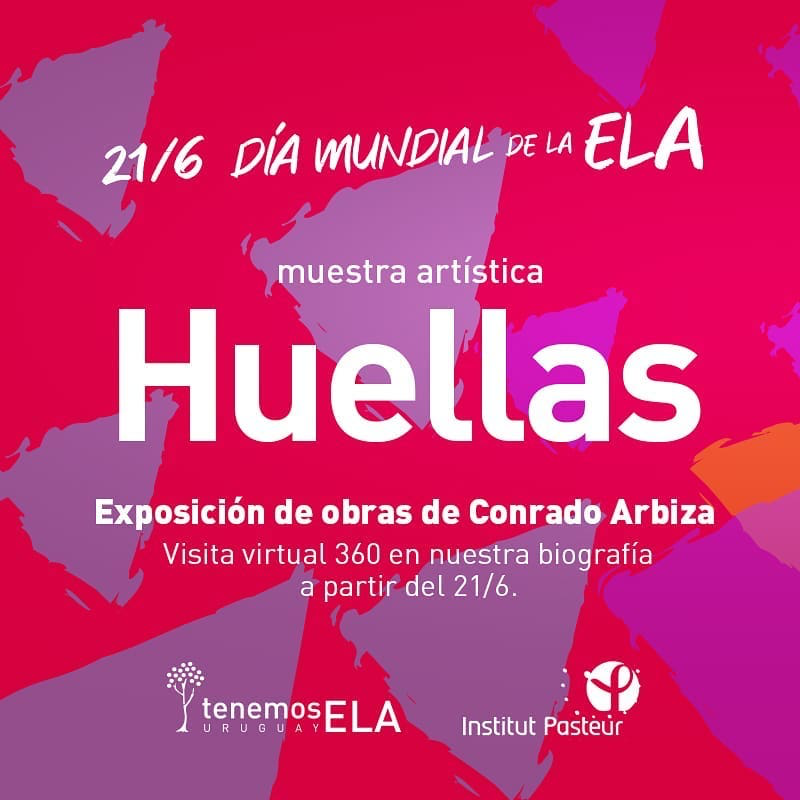 21/6 DÍA MUNDIAL DE LA ELA
muestra artística
Huellas
Exposición de obras de Conrado Arbiza
Visita virtual 360 en nuestra biografía
a partir del 21/6.
tenemos ELA
URUGUAY
Institut Pasteur